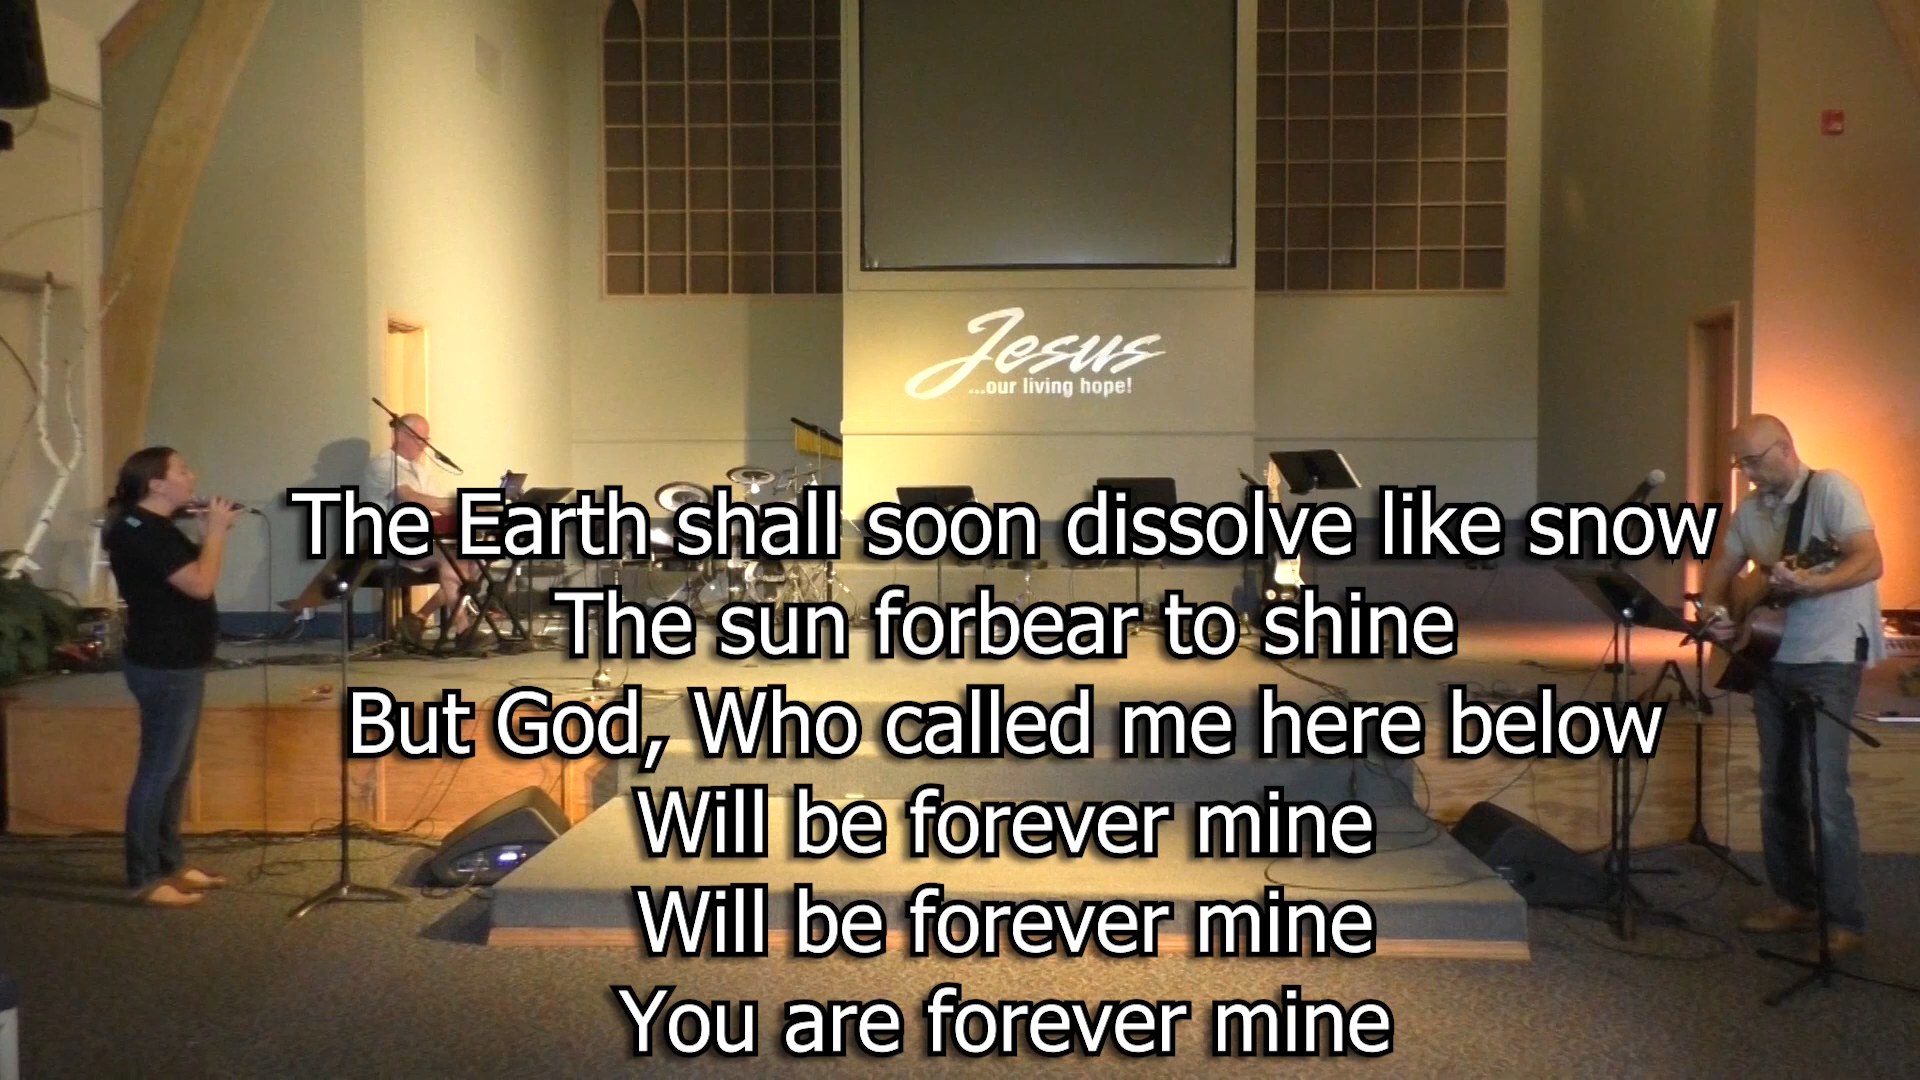 Jesus
...our living hope!
The Earth shall soon dissolve like snow
The sun forbear to shine
But God, Who called me here below
Will be forever mine
Will be forever mine
You are forever mine